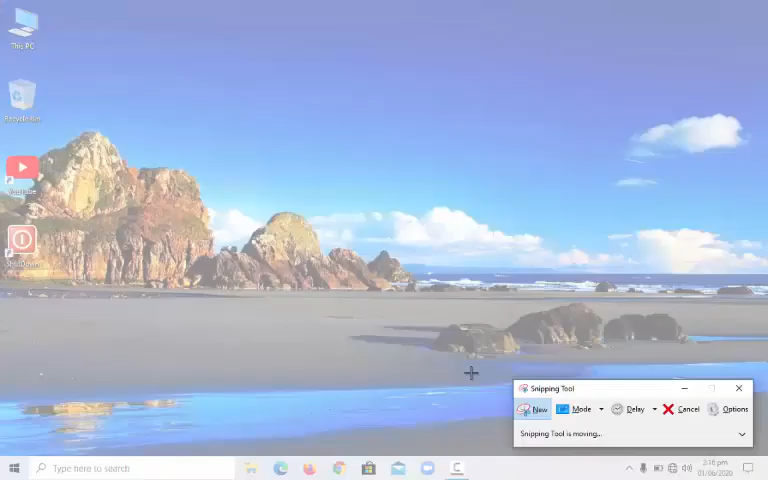 This PC
Recycle Bin
Youtube
ShutDown
Snipping Tool
New
Mode
Delay
Cancel
Options
Snipping Tool is moving...
Type here to search
2:18 pm
01/06/2020